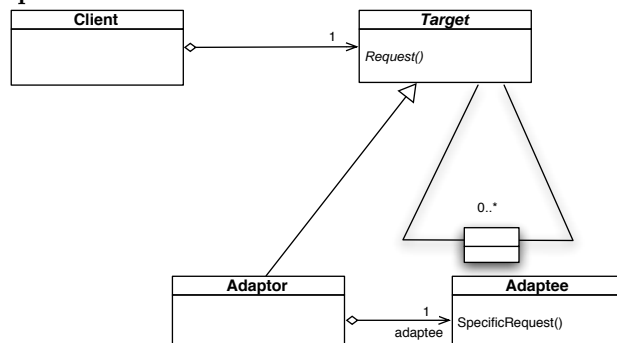 Client
Target
1
Request()
0..*
Adaptor
Adaptee
1
adaptee
SpecificRequest()